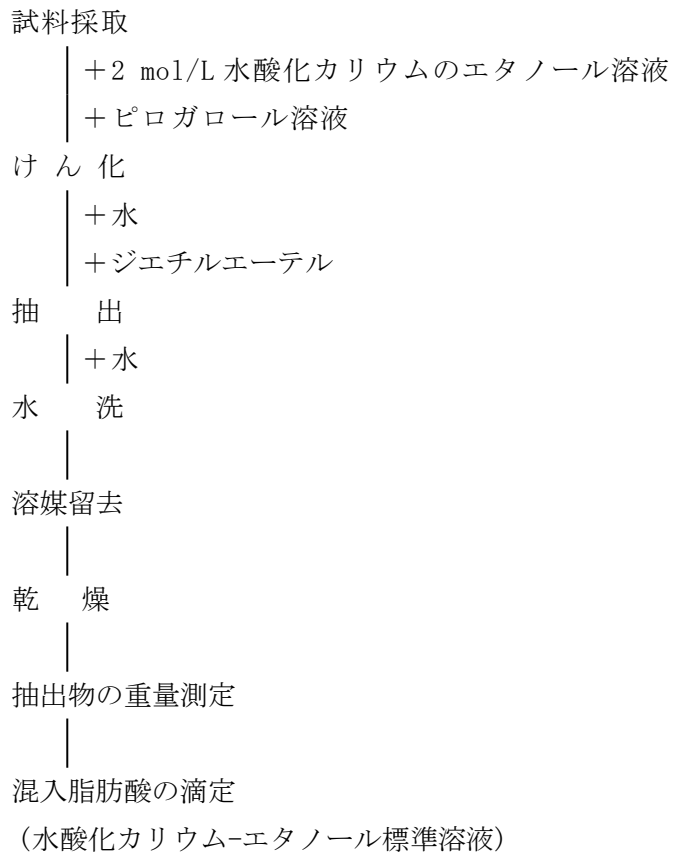 試料採取
+2 mol/L 水酸化カリウムのエタノール溶液
+ピロガロール溶液
け ん 化
+水
+ジエチルエーテル
抽　　出
+水
水　　洗
溶媒留去
乾　燥
抽出物の重量測定
混入脂肪酸の滴定
(水酸化カリウム-エタノール標準溶液)